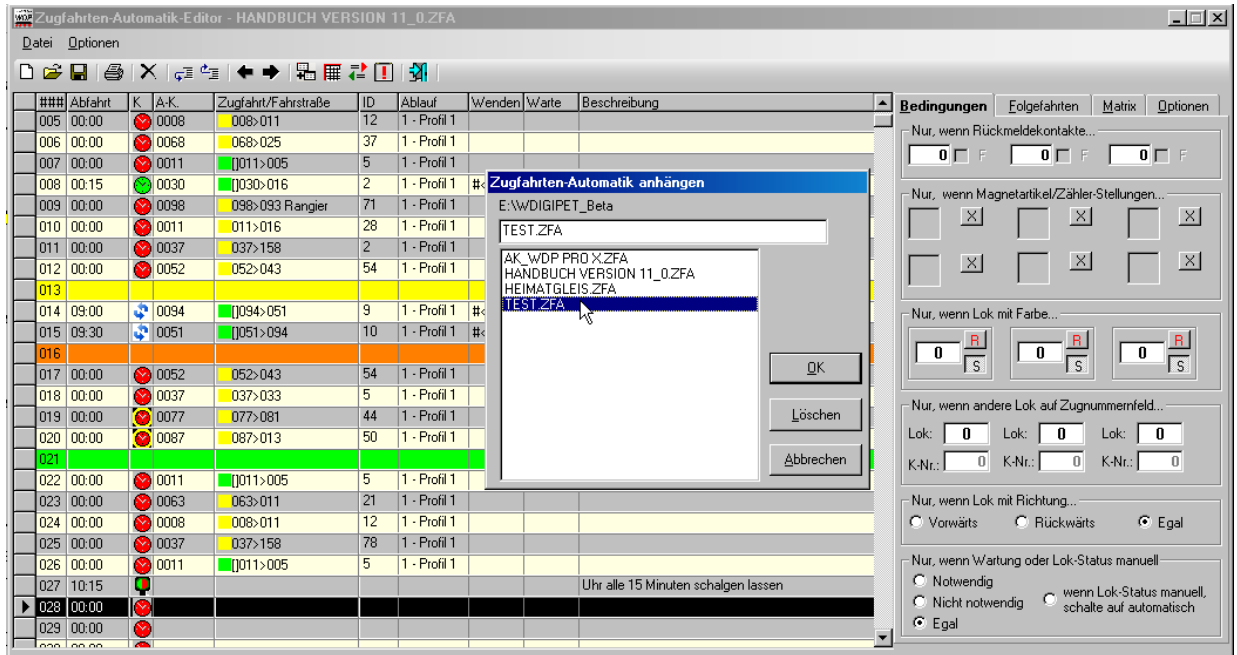 Zugfahrten-Automatik-Editor - HANDBUCH VERSION 11_0.ZFA
Datei Optionen
### Abfahrt K A-K. Zugfahrt/Fahrstraße ID Ablauf Wenden Warte Beschreibung
005 00:00 0008 008>011 12 1 - Profil 1
006 00:00 0068 068>025 37 1 - Profil 1
007 00:00 0011 []011>005 5 1 - Profil 1
008 00:15 0030 []030>016 2 1 - Profil 1 #<
009 00:00 0098 098>093 Rangier 71 1 - Profil 1
010 00:00 0011 011>016 28 1 - Profil 1
011 00:00 0037 037>158 2 1 - Profil 1
012 00:00 0052 052>043 54 1 - Profil 1
013
014 09:00 0094 []094>051 9 1 - Profil 1 #<
015 09:30 0051 []051>094 10 1 - Profil 1 #<
016
017 00:00 0052 052>043 54 1 - Profil 1
018 00:00 0037 037>033 5 1 - Profil 1
019 00:00 0077 077>081 44 1 - Profil 1
020 00:00 0087 087>013 50 1 - Profil 1
021
022 00:00 0011 []011>005 5 1 - Profil 1
023 00:00 0063 063>011 21 1 - Profil 1
024 00:00 0008 008>011 12 1 - Profil 1
025 00:00 0037 037>158 78 1 - Profil 1
026 00:00 0011 []011>005 5 1 - Profil 1
027 10:15 Uhr alle 15 Minuten schalgen lassen
028 00:00
029 00:00
Zugfahrten-Automatik anhängen
E:\WDIGIPET_Beta
TEST.ZFA
AK_WDP PRO X.ZFA
HANDBUCH VERSION 11_0.ZFA
HEIMATGLEIS.ZFA
TEST.ZFA
OK
Löschen
Abbrechen
Bedingungen Folgefahrten Matrix Optionen
Nur, wenn Rückmeldekontakte...
0 F 0 F 0 F
Nur, wenn Magnetartikel/Zähler-Stellungen...
X X X
X X X
Nur, wenn Lok mit Farbe...
R R R
0 0 0
S S S
Nur, wenn andere Lok auf Zugnummernfeld...
Lok: 0 Lok: 0 Lok: 0
K-Nr.: 0 K-Nr.: 0 K-Nr.: 0
Nur, wenn Lok mit Richtung...
Vorwärts Rückwärts Egal
Nur, wenn Wartung oder Lok-Status manuell
Notwendig
Nicht notwendig
Egal
wenn Lok-Status manuell,
schalte auf automatisch